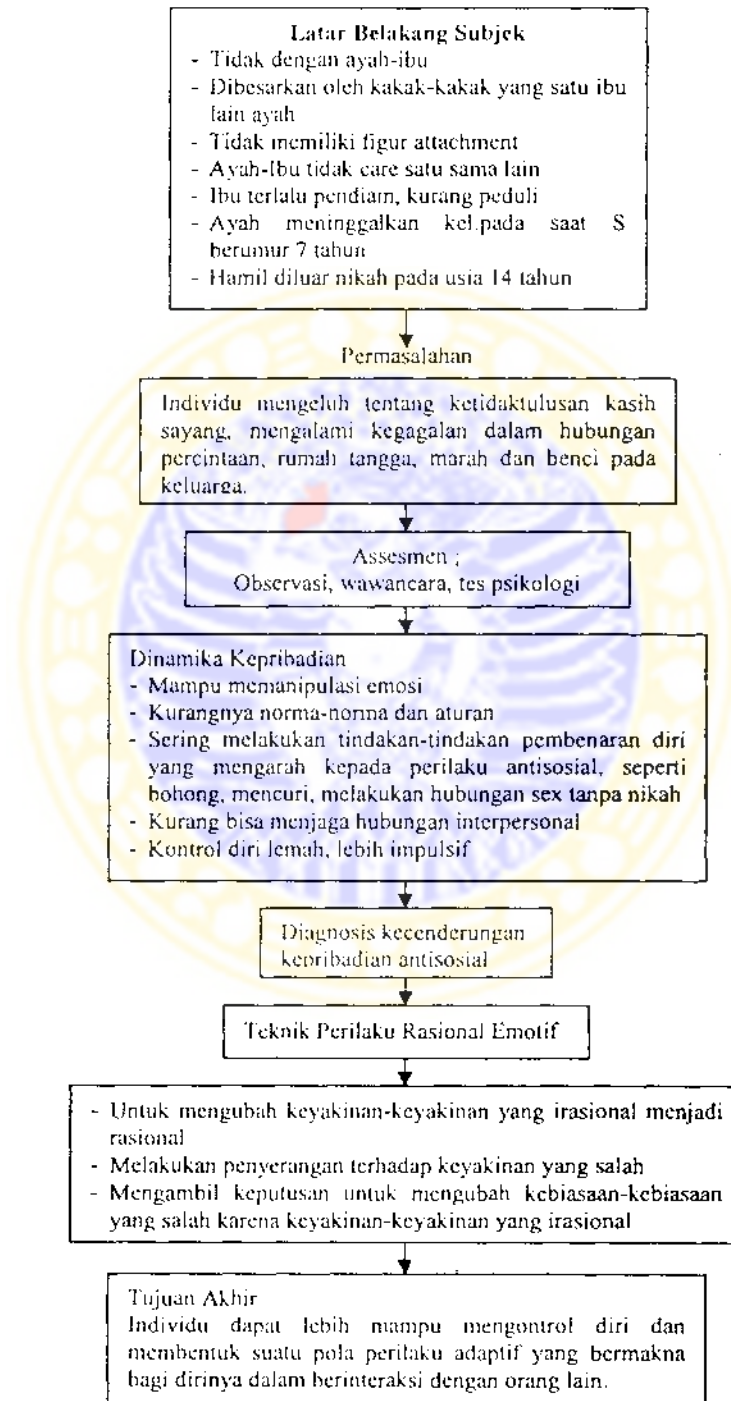 Latar Belakang Subjek
- Tidak dengan ayah-ibu
- Dibesarkan oleh kakak-kakak yang satu ibu
lain ayah
- Tidak memiliki figur attachment
- Ayah-Ibu tidak care satu sama lain
- Ibu terlalu pendiam, kurang peduli
- Ayah meninggalkan kel.pada saat S
berumur 7 tahun
- Hamil diluar nikah pada usia 14 tahun
Permasalahan
Individu mengeluh tentang ketidaktulusan kasih
sayang, mengalami kegagalan dalam hubungan
percintaan, rumah tangga, marah dan benci pada
keluarga.
Assesmen ;
Observasi, wawancara, tes psikologi
Dinamika Kepribadian
- Mampu memanipulasi emosi
- Kurangnya norma-norma dan aturan
- Sering melakukan tindakan-tindakan pembenaran diri
yang mengarah kepada perilaku antisosial, seperti
bohong, mencuri, melakukan hubungan sex tanpa nikah
- Kurang bisa menjaga hubungan interpersonal
- Kontrol diri lemah, lebih impulsif
Diagnosis kecenderungan
kepribadian antisosial
Teknik Perilaku Rasional Emotif
- Untuk mengubah keyakinan-keyakinan yang irasional menjadi
rasional
- Melakukan penyerangan terhadap keyakinan yang salah
- Mengambil keputusan untuk mengubah kebiasaan-kebiasaan
yang salah karena keyakinan-keyakinan yang irasional
Tujuan Akhir
Individu dapat lebih mampu mengontrol diri dan
membentuk suatu pola perilaku adaptif yang bermakna
bagi dirinya dalam berinteraksi dengan orang lain.